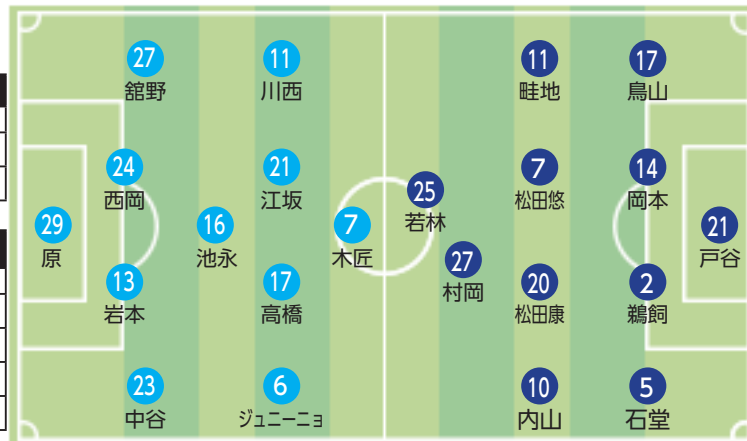 27
舘野
11
川西
11
畦地
17
鳥山
24
西岡
21
江坂
7
松田悠
14
岡本
25
若林
29
原
16
池永
7
木匠
21
戸谷
27
村岡
13
岩本
17
高橋
20
松田康
2
鵜飼
23
中谷
6
ジュニーニョ
10
内山
5
石堂